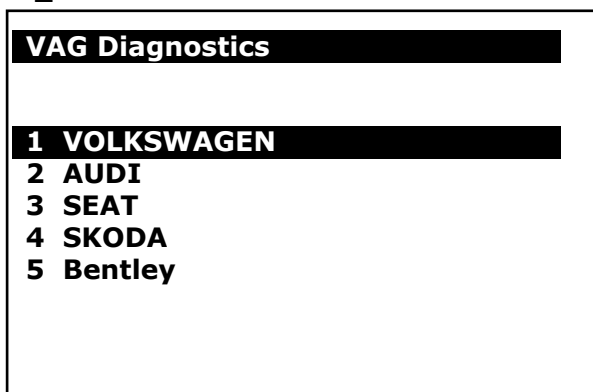 VAG Diagnostics
1 VOLKSWAGEN
2 AUDI
3 SEAT
4 SKODA
5 Bentley